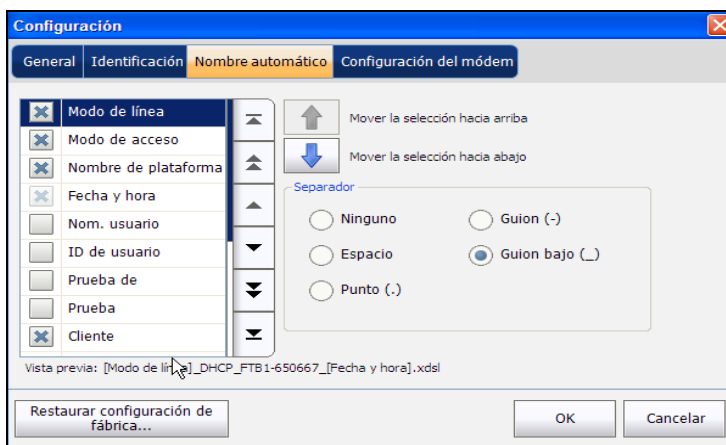 Configuración
General Identificación Nombre automático Configuración del módem
Modo de línea
Modo de acceso
Nombre de plataforma
Fecha y hora
Nom. usuario
ID de usuario
Prueba de
Prueba
Cliente
Mover la selección hacia arriba
Mover la selección hacia abajo
Separador
Ninguno Guion (-)
Espacio Guion bajo (_)
Punto (.)
Vista previa: [Modo de línea]_DHCP_FTB1-650667_[Fecha y hora].xdsl
Restaurar configuración de
fábrica...
OK Cancelar